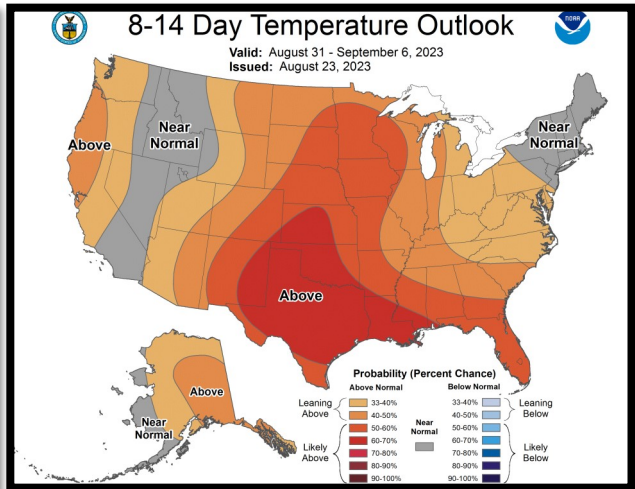 8-14 Day Temperature Outlook
Valid: August 31 - September 6, 2023
Issued: August 23, 2023
NOAA
Above
Near
Normal
Near
Normal
Above
Above
Near
Normal
Probability (Percent Chance)
Above Normal
Below Normal
Leaning
Above
33-40%
40-50%
Likely
Above
50-60%
60-70%
70-80%
80-90%
90-100%
Near
Normal
33-40%
40-50%
Leaning
Below
50-60%
60-70%
70-80%
80-90%
90-100%
Likely
Below